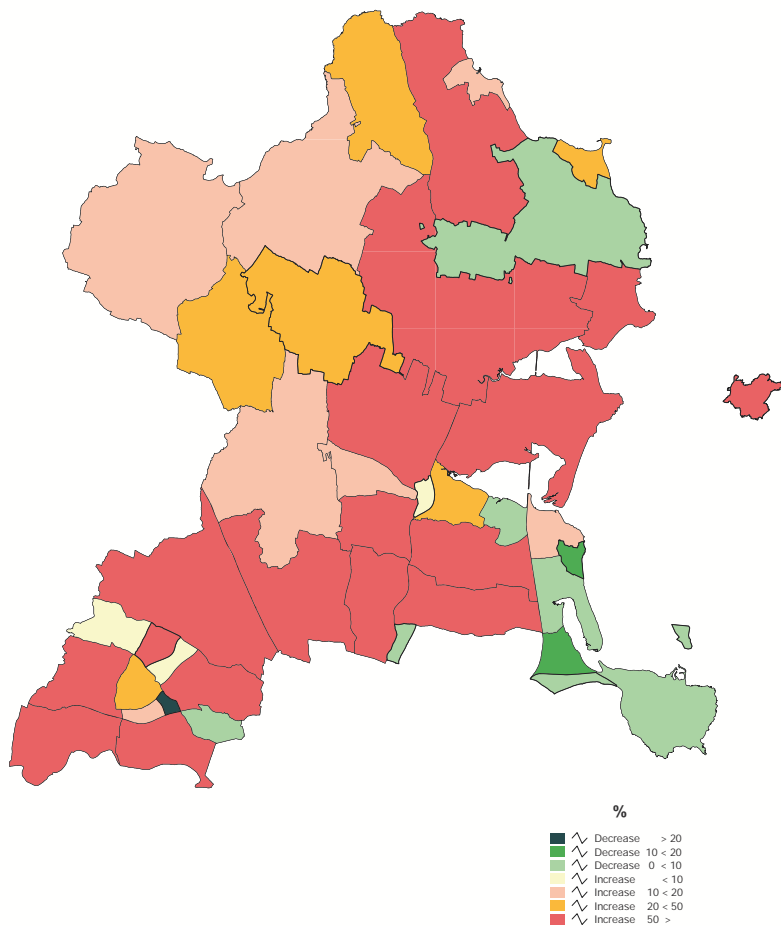 %
Decrease > 20
Decrease 10 < 20
Decrease 0 < 10
Increase < 10
Increase 10 < 20
Increase 20 < 50
Increase 50 >